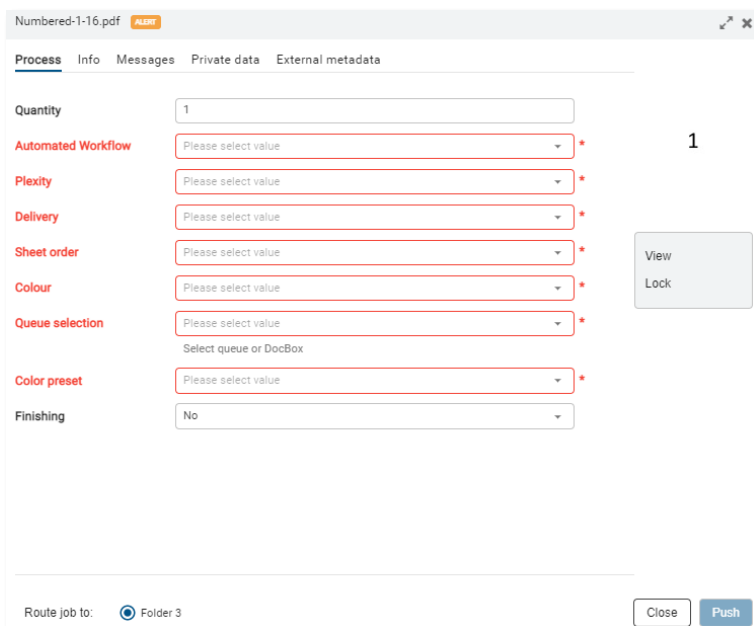 Numbered-1-16.pdf ALERT
Process Info Messages Private data External metadata
Quantity 1
Automated Workflow Please select value *
1
Plexity Please select value *
Delivery Please select value *
Sheet order Please select value *
View
Colour Please select value *
Lock
Queue selection Please select value *
Select queue or DocBox
Color preset Please select value *
Finishing No
Route job to: Folder 3 Close Push